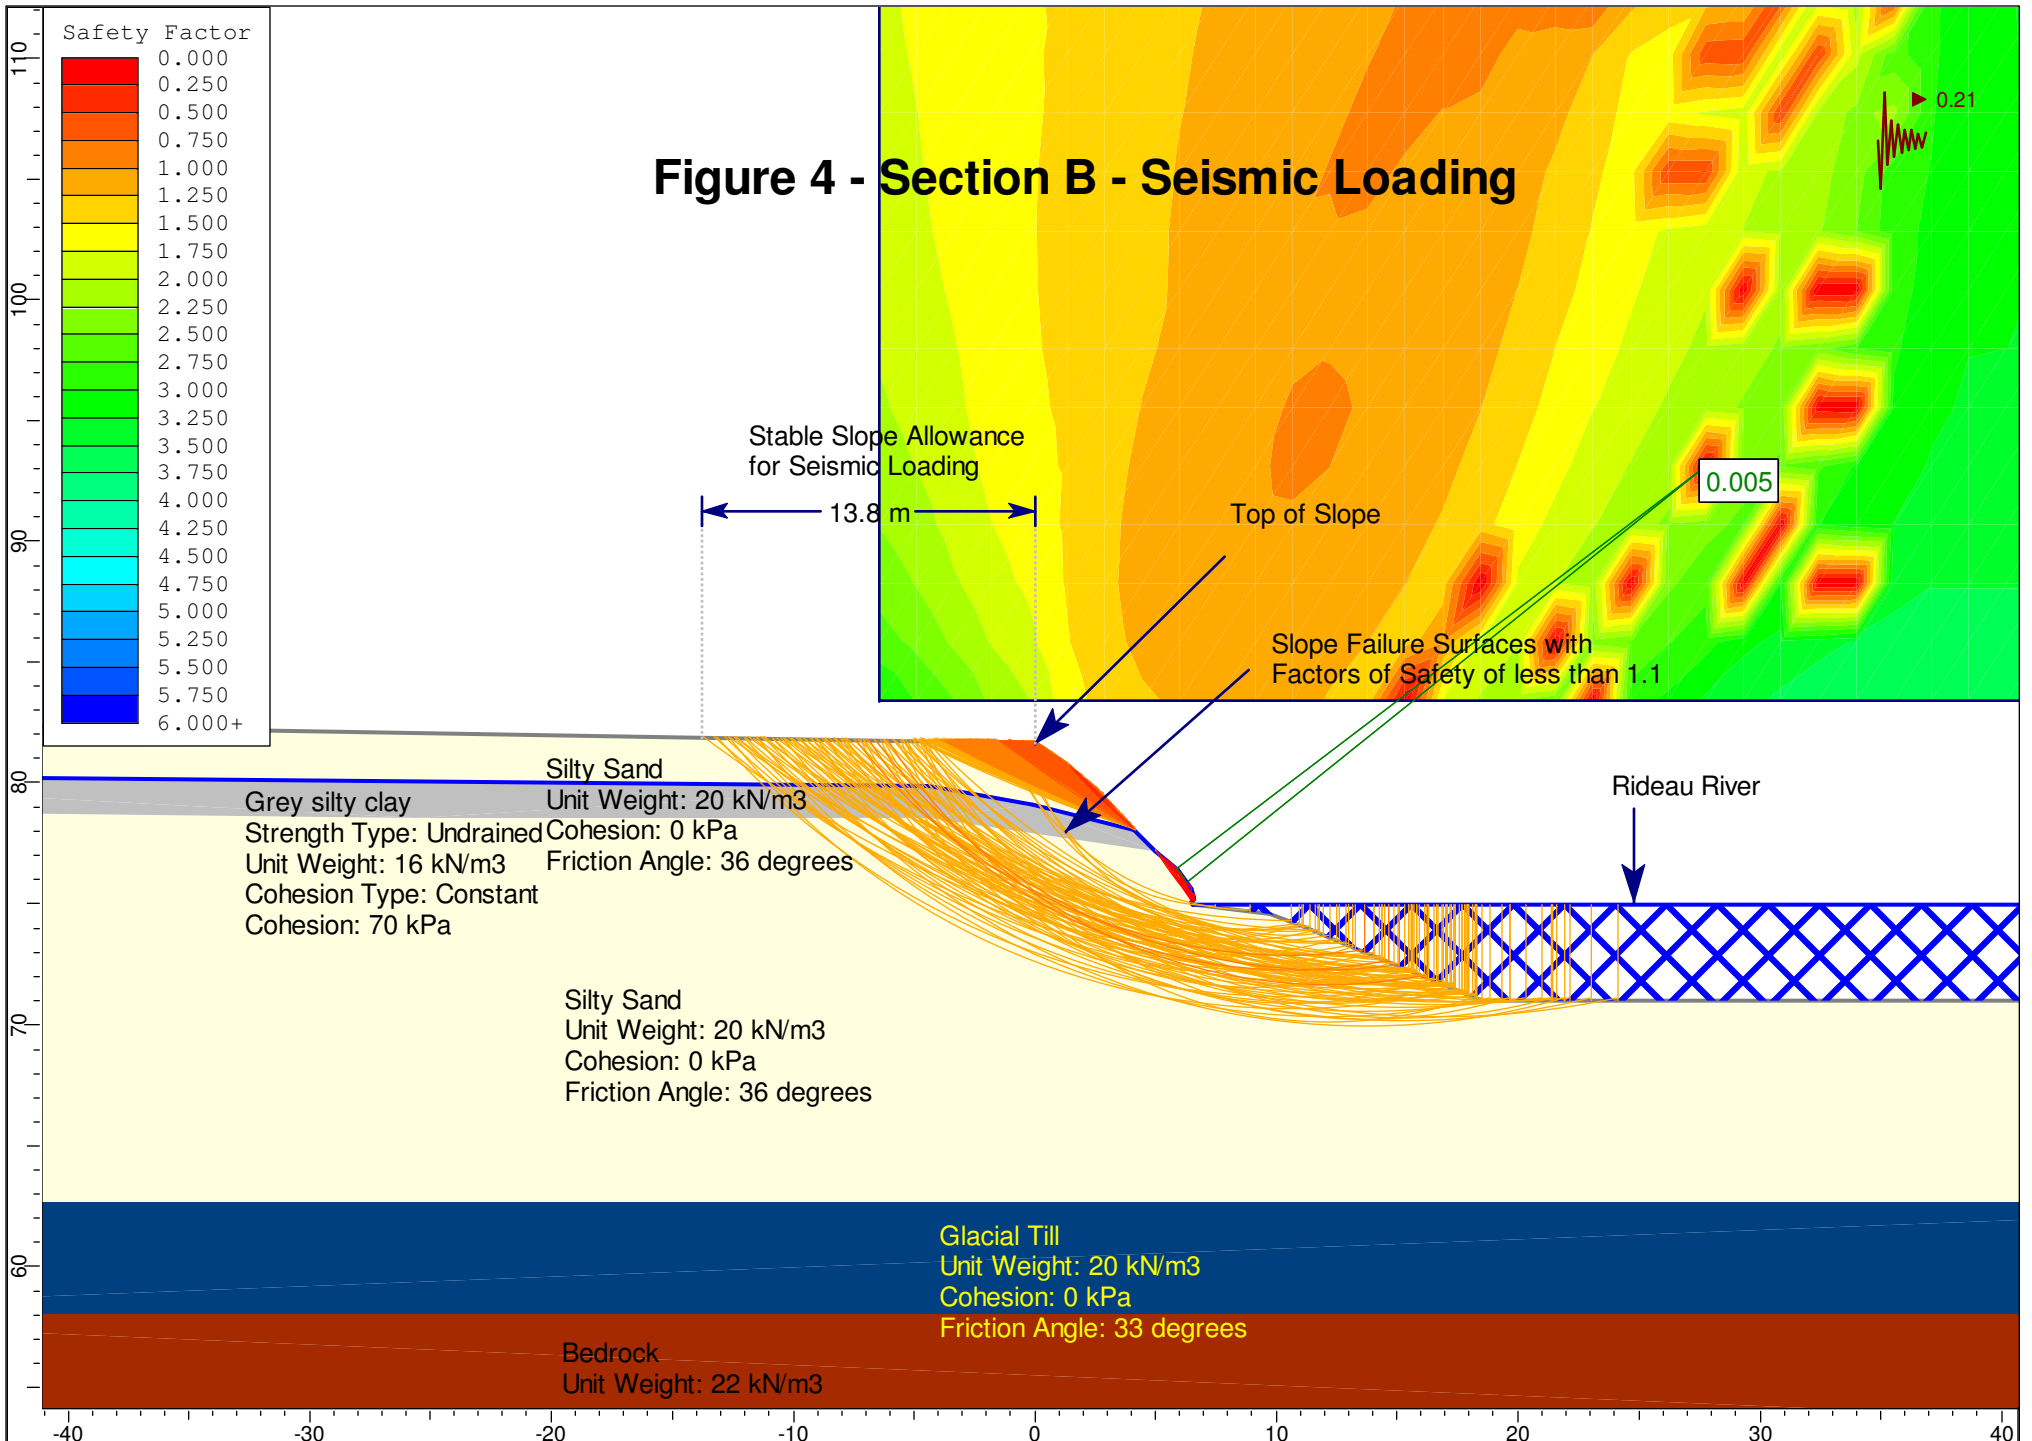 Safety Factor
0.000
0.250
0.500
0.750
1.000
1.250
1.500
1.750
2.000
2.250
2.500
2.750
3.000
3.250
3.500
3.750
4.000
4.250
4.500
4.750
5.000
5.250
5.500
5.750
6.000+
110
100
90
80
70
60
0.21
Figure 4 - Section B - Seismic Loading
Stable Slope Allowance
for Seismic Loading
13.8 m
0.005
Top of Slope
Slope Failure Surfaces with
Factors of Safety of less than 1.1
Rideau River
Silty Sand
Unit Weight: 20 kN/m3
Cohesion: 0 kPa
Friction Angle: 36 degrees
Grey silty clay
Strength Type: Undrained
Unit Weight: 16 kN/m3
Cohesion Type: Constant
Cohesion: 70 kPa
Silty Sand
Unit Weight: 20 kN/m3
Cohesion: 0 kPa
Friction Angle: 36 degrees
Glacial Till
Unit Weight: 20 kN/m3
Cohesion: 0 kPa
Friction Angle: 33 degrees
Bedrock
Unit Weight: 22 kN/m3
-40 -30 -20 -10 0 10 20 30 40